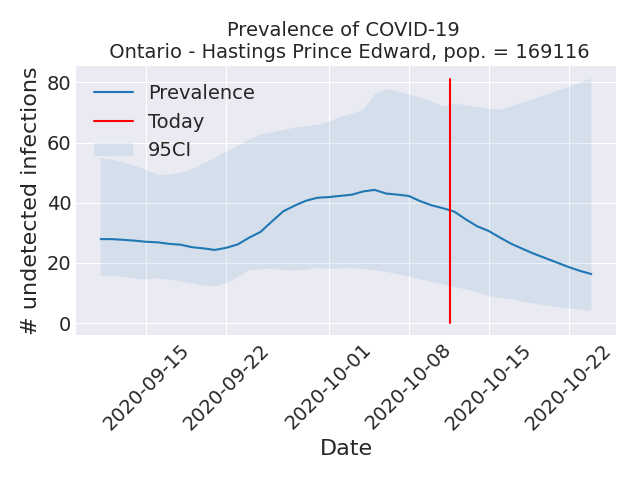 Prevalence of COVID-19
Ontario - Hastings Prince Edward, pop. = 169116
# undetected infections
80
60
40
20
0
Prevalence
Today
95CI
2020-09-15
2020-09-22
2020-10-01
2020-10-08
2020-10-15
2020-10-22
Date